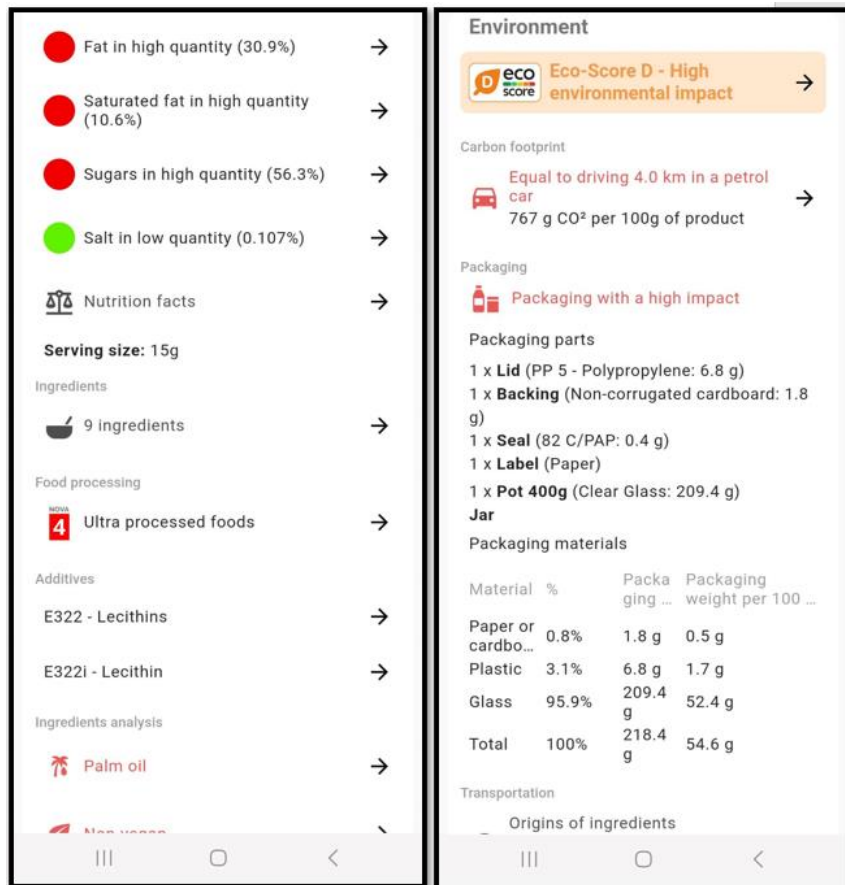 Fat in high quantity (30.9%)
Saturated fat in high quantity
(10.6%)
Sugars in high quantity (56.3%)
Salt in low quantity (0.107%)
Nutrition facts
Serving size: 15g
Ingredients
9 ingredients
Food processing
NOVA
4
Ultra processed foods
Additives
E322 - Lecithins
E322i - Lecithin
Ingredients analysis
Palm oil
Non vegan
Environment
D eco
score
Eco-Score D - High
environmental impact
Carbon footprint
Equal to driving 4.0 km in a petrol
car
767 g CO² per 100g of product
Packaging
Packaging with a high impact
Packaging parts
1 x Lid (PP 5 - Polypropylene: 6.8 g)
1 x Backing (Non-corrugated cardboard: 1.8
g)
1 x Seal (82 C/PAP: 0.4 g)
1 x Label (Paper)
1 x Pot 400g (Clear Glass: 209.4 g)
Jar
Packaging materials
Material % Packa
ging ... Packaging
weight per 100 ...
Paper or
cardbo... 0.8% 1.8 g 0.5 g
Plastic 3.1% 6.8 g 1.7 g
Glass 95.9% 209.4
g 52.4 g
Total 100% 218.4
g 54.6 g
Transportation
Origins of ingredients